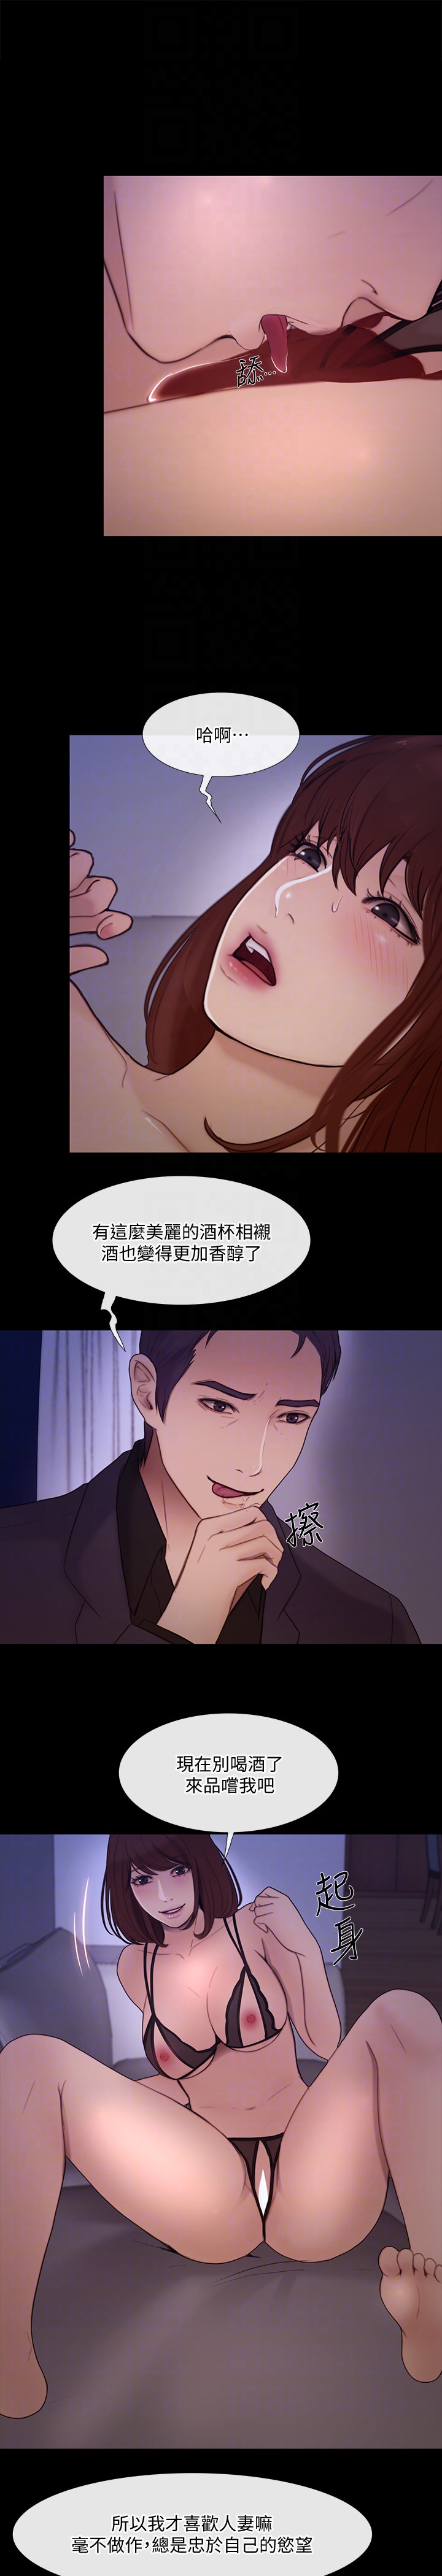 舔…
哈啊…
有這麼美麗的酒杯相襯
酒也變得更加香醇了
擦
現在別喝酒了
來品嚐我吧
起身
所以我才喜歡人妻嘛
毫不做作,總是忠於自己的慾望